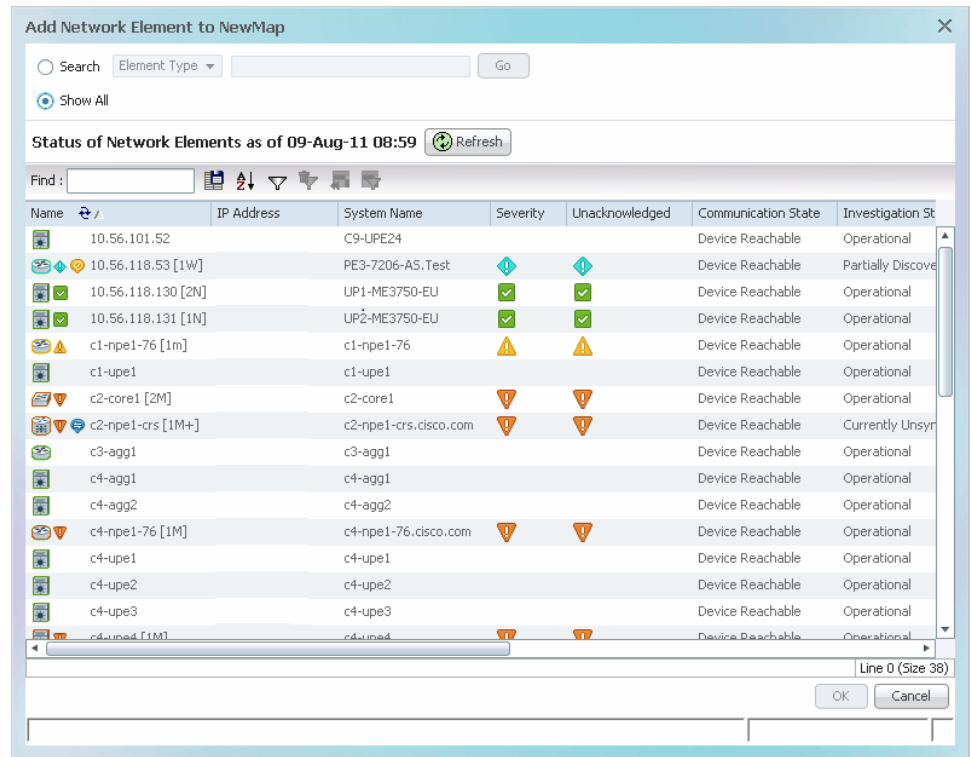 Add Network Element to NewMap
Search Element Type Go
Show All
Status of Network Elements as of 09-Aug-11 08:59 Refresh
Find :
Name IP Address System Name Severity Unacknowledged Communication State Investigation St
10.56.101.52 C9-UPE24 Device Reachable Operational
10.56.118.53 [1W] PE3-7206-AS.Test Device Reachable Partially Discove
10.56.118.130 [2N] UP1-ME3750-EU Device Reachable Operational
10.56.118.131 [1N] UP2-ME3750-EU Device Reachable Operational
c1-npe1-76 [1m] c1-npe1-76 Device Reachable Operational
c1-upe1 c1-upe1 Device Reachable Operational
c2-core1 [2M] c2-core1 Device Reachable Operational
c2-npe1-crs [1M+] c2-npe1-crs.cisco.com Device Reachable Currently Unsyn
c3-agg1 c3-agg1 Device Reachable Operational
c4-agg1 c4-agg1 Device Reachable Operational
c4-agg2 c4-agg2 Device Reachable Operational
c4-npe1-76 [1M] c4-npe1-76.cisco.com Device Reachable Operational
c4-upe1 c4-upe1 Device Reachable Operational
c4-upe2 c4-upe2 Device Reachable Operational
c4-upe3 c4-upe3 Device Reachable Operational
c4-upe4 [1M] c4-upe4 Device Reachable Operational
Line 0 (Size 38)
OK Cancel